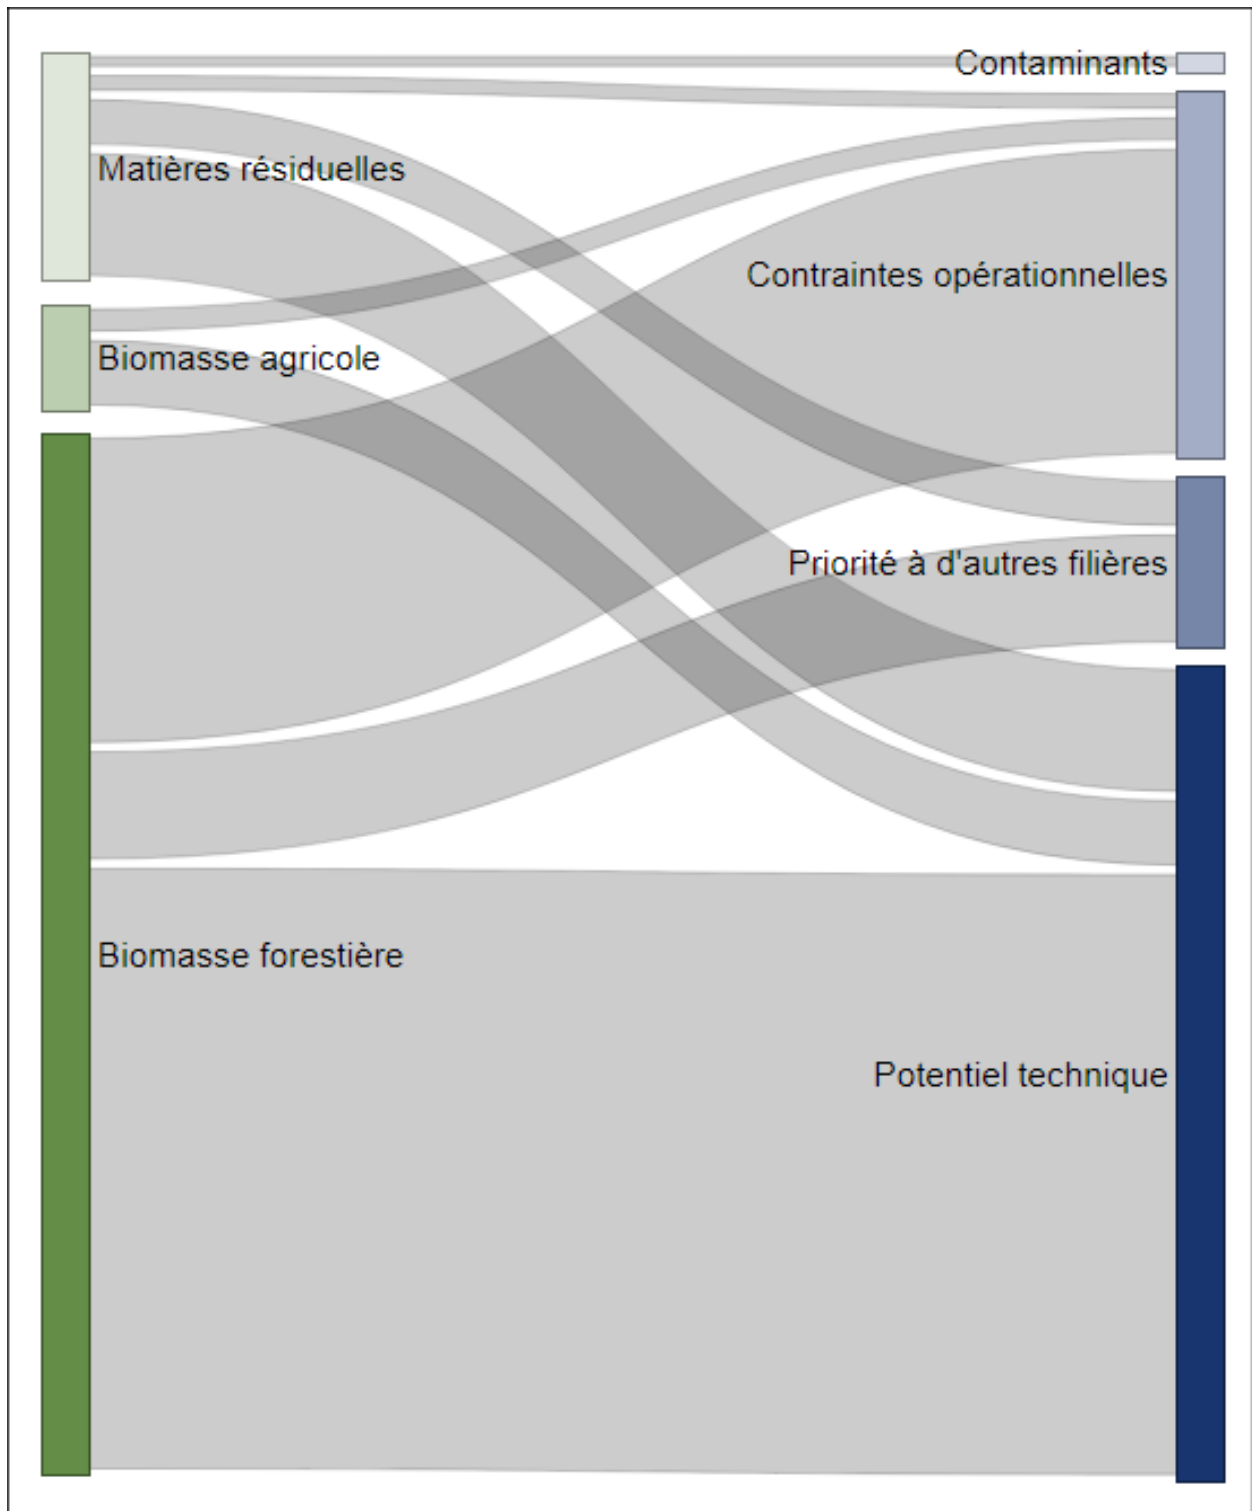 Contaminants
Matières résiduelles
Contraintes opérationnelles
Biomasse agricole
Priorité à d'autres filières
Biomasse forestière
Potentiel technique